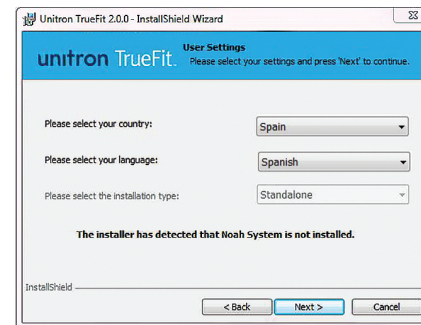 Unitron TrueFit 2.0.0 - InstallShield Wizard
unitron TrueFit.
User Settings
Please select your settings and press 'Next' to continue.
Please select your country:
Spain
Please select your language:
Spanish
Please select the installation type:
Standalone
The installer has detected that Noah System is not installed.
InstallShield
< Back
Next >
Cancel